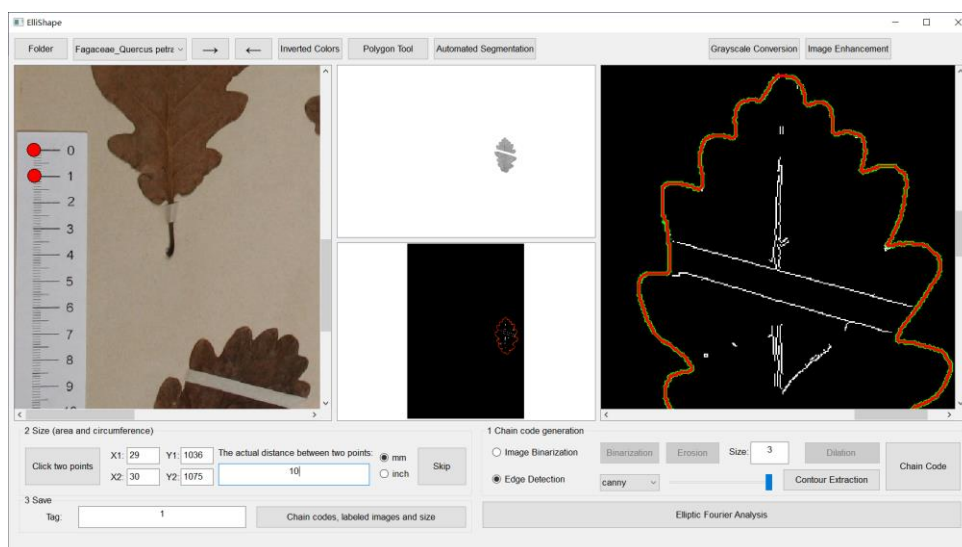 ElliShape
Folder Fagaceae_Quercus petra → ← Inverted Colors Polygon Tool Automated Segmentation Grayscale Conversion Image Enhancement
0
1
2
3
4
5
6
7
8
9
2 Size (area and circumference)
Click two points
X1: 29 Y1: 1036
X2: 30 Y2: 1075
The actual distance between two points:
10
mm
inch
Skip
3 Save
Tag: 1
Chain codes, labeled images and size
1 Chain code generation
Image Binarization Binarization Erosion Size: 3 Dilation
Edge Detection canny Contour Extraction
Chain Code
Elliptic Fourier Analysis